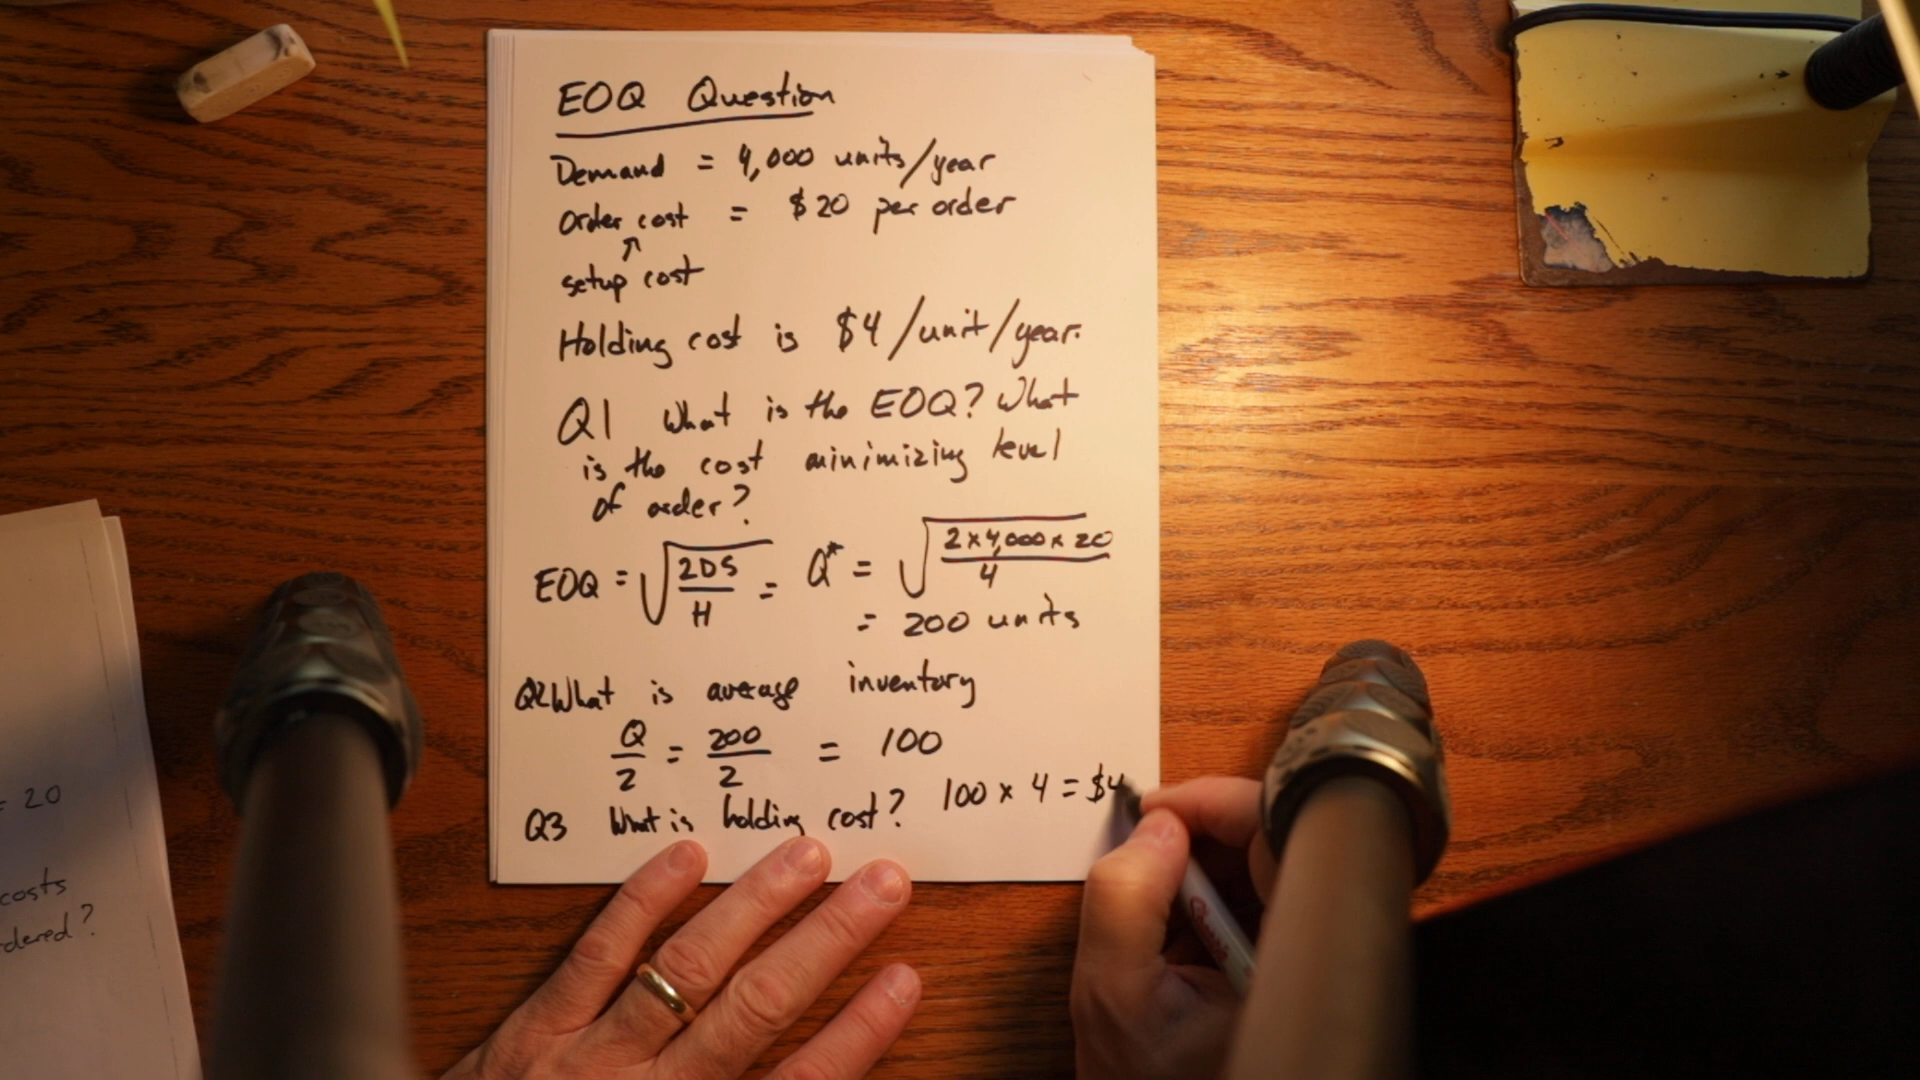 EOQ Question
Demand = 4,000 units/year
Order cost = $20 per order
↑
setup cost
Holding cost is $4/unit/year.
Q1 What is the EOQ? What
is the cost minimizing level
of order?
EOQ = √(2DS/H) = Q* = √(2×4,000×20/4)
= 200 units
Q2 What is average inventory
Q/2 = 200/2 = 100
Q3 What is holding cost? 100 × 4 = $4
= 20
costs
dered?